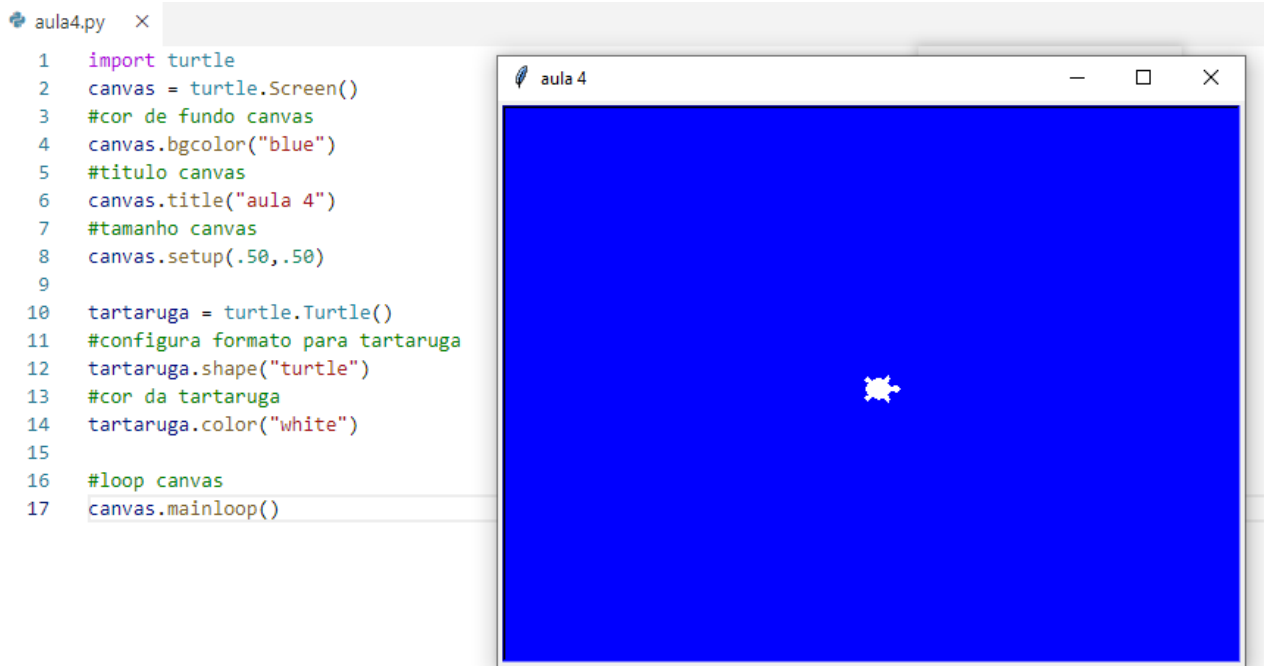 aula4.py
1 import turtle
2 canvas = turtle.Screen()
3 #cor de fundo canvas
4 canvas.bgcolor("blue")
5 #titulo canvas
6 canvas.title("aula 4")
7 #tamanho canvas
8 canvas.setup(.50,.50)
9
10 tartaruga = turtle.Turtle()
11 #configura formato para tartaruga
12 tartaruga.shape("turtle")
13 #cor da tartaruga
14 tartaruga.color("white")
15
16 #loop canvas
17 canvas.mainloop()
aula 4